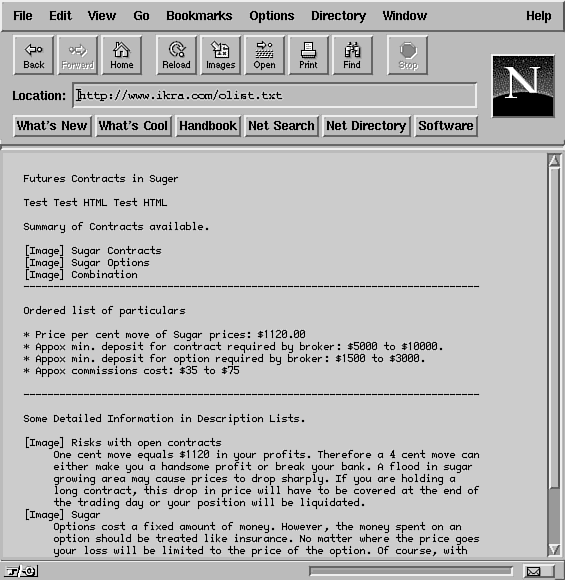 File Edit View Go Bookmarks Options Directory Window Help
Back Forward Home Reload Images Open Print Find Stop
N
Location: http://www.ikra.com/olist.txt
What's New What's Cool Handbook Net Search Net Directory Software
Futures Contracts in Suger
Test Test HTML Test HTML
Summary of Contracts available.
[Image] Sugar Contracts
[Image] Sugar Options
[Image] Combination
------------------------------------------------------------------------
Ordered list of particulars
* Price per cent move of Sugar prices: $1120.00
* Appox min. deposit for contract required by broker: $5000 to $10000.
* Appox min. deposit for option required by broker: $1500 to $3000.
* Appox commissions cost: $35 to $75
------------------------------------------------------------------------
Some Detailed Information in Description Lists.
[Image] Risks with open contracts
One cent move equals $1120 in your profits. Therefore a 4 cent move can
either make you a handsome profit or break your bank. A flood in sugar
growing area may cause prices to drop sharply. If you are holding a
long contract, this drop in price will have to be covered at the end of
the trading day or your position will be liquidated.
[Image] Sugar
Options cost a fixed amount of money. However, the money spent on an
option should be treated like insurance. No matter where the price goes
your loss will be limited to the price of the option. Of course, with